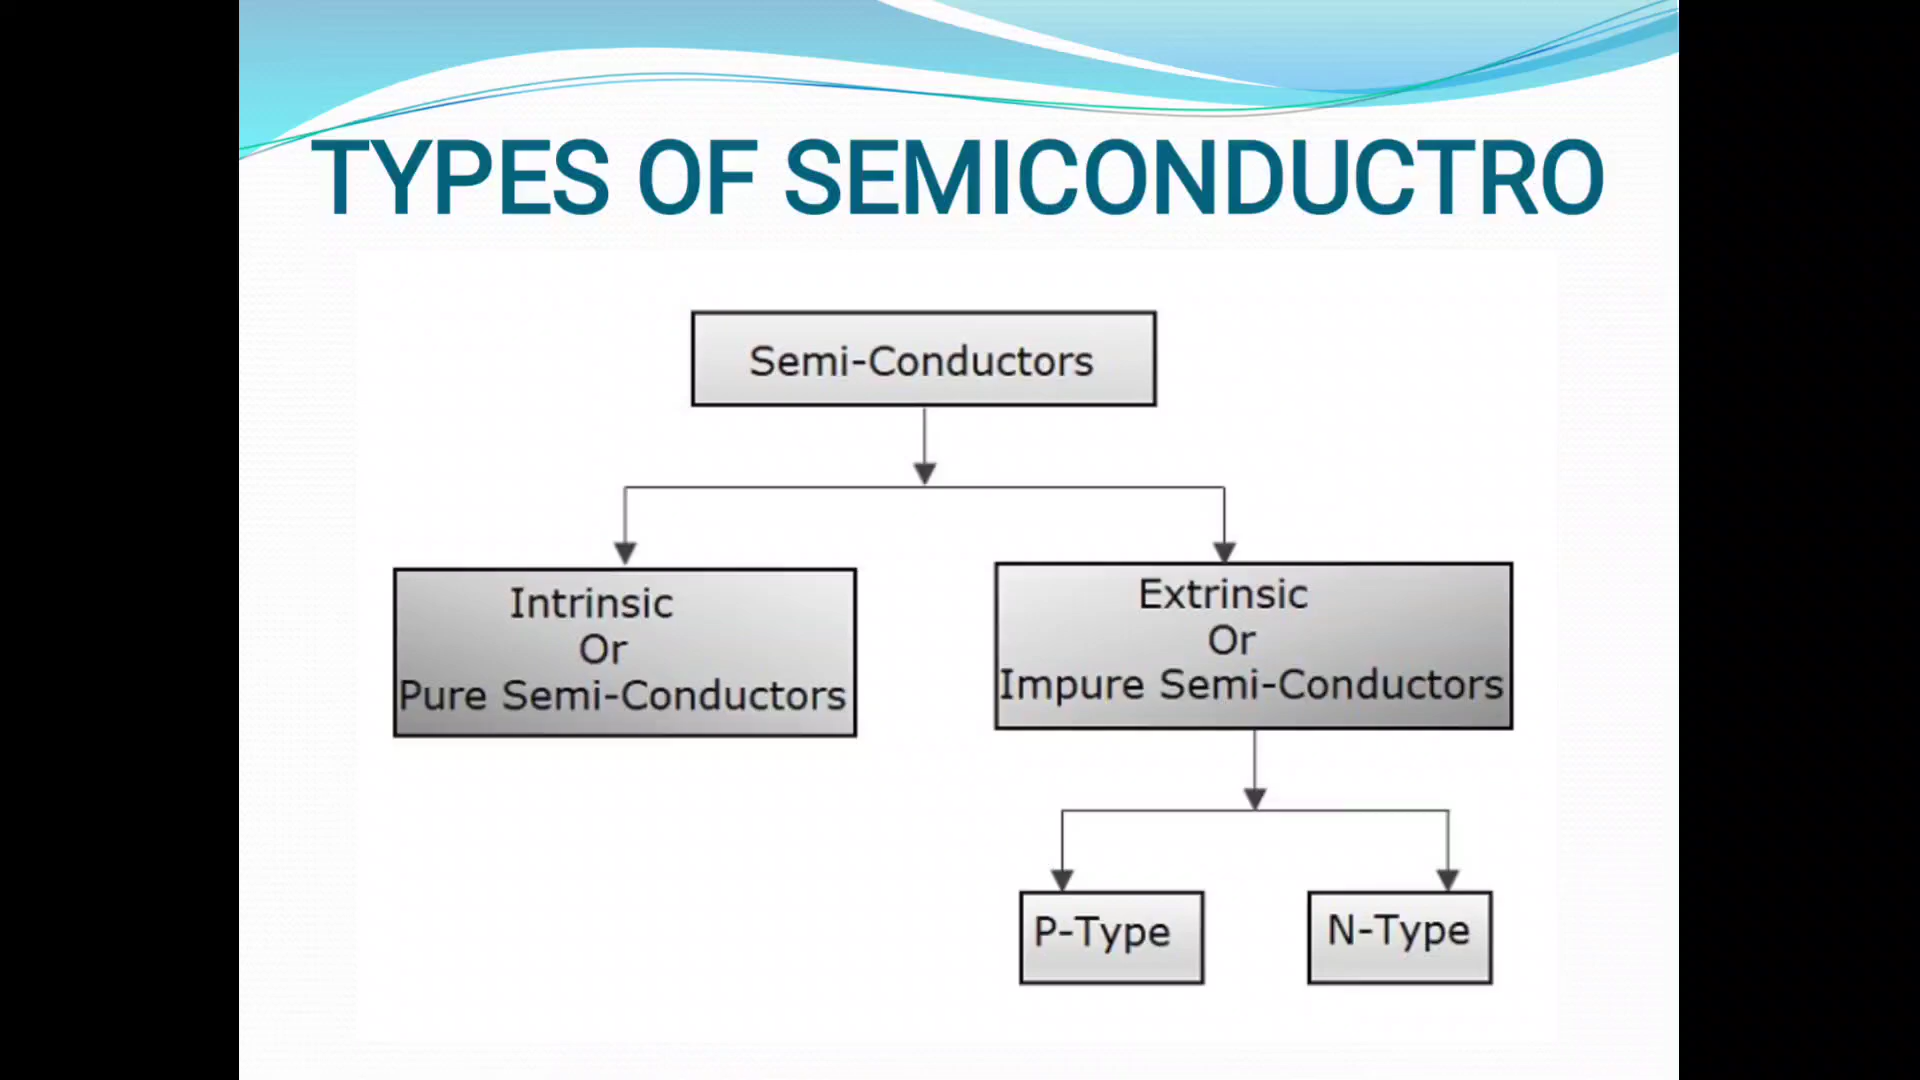 TYPES OF SEMICONDUCTRO
Semi-Conductors
Intrinsic
Or
Pure Semi-Conductors
Extrinsic
Or
Impure Semi-Conductors
P-Type
N-Type